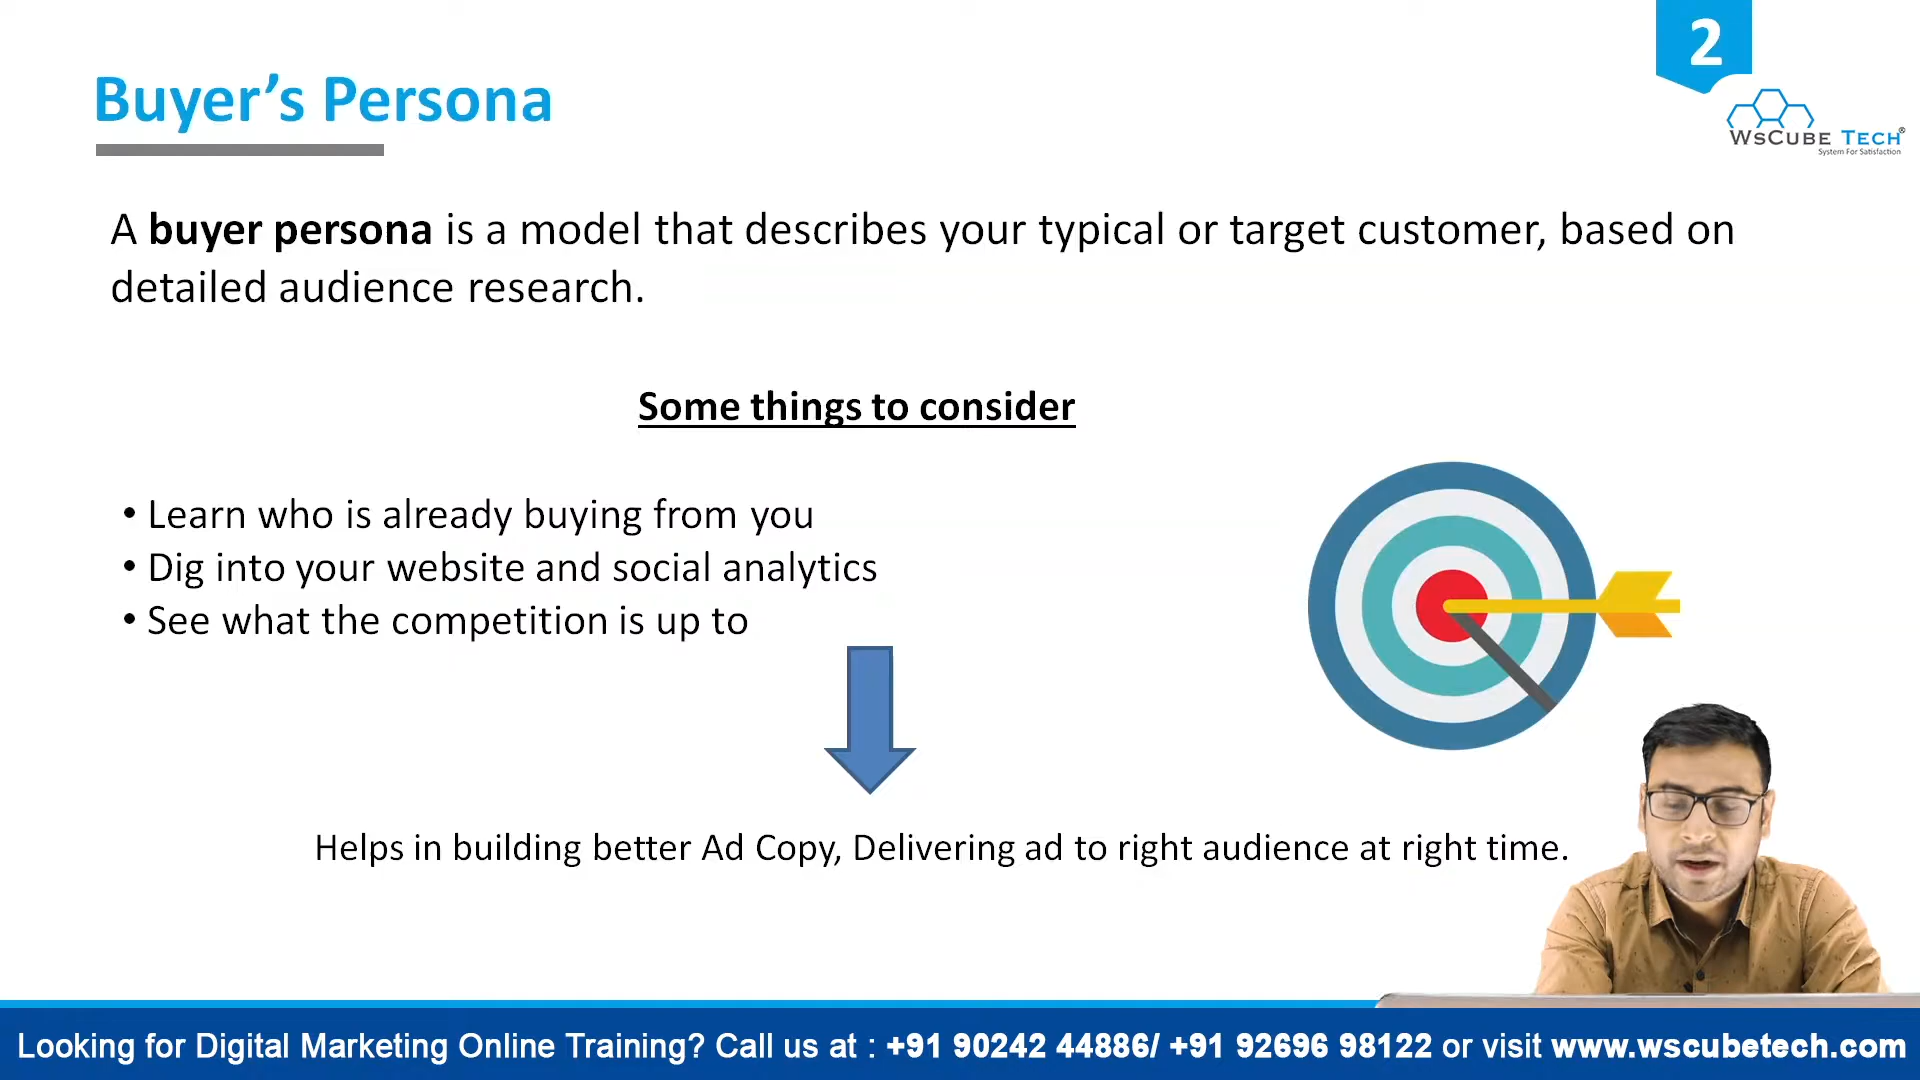 2
Buyer’s Persona
WSCUBE TECH®
System For Satisfaction
A buyer persona is a model that describes your typical or target customer, based on
detailed audience research.
Some things to consider
• Learn who is already buying from you
• Dig into your website and social analytics
• See what the competition is up to
Helps in building better Ad Copy, Delivering ad to right audience at right time.
Looking for Digital Marketing Online Training? Call us at : +91 90242 44886/ +91 92696 98122 or visit www.wscubetech.com